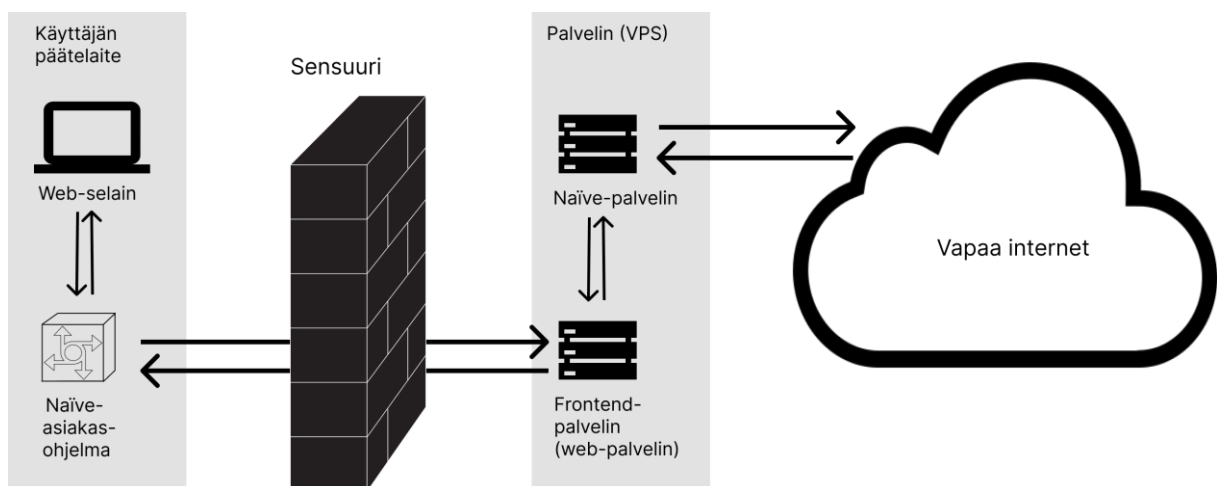 Käyttäjän
päätelaite
Web-selain
Naïve-
asiakas-
ohjelma
Sensuuri
Palvelin (VPS)
Naïve-palvelin
Frontend-
palvelin
(web-palvelin)
Vapaa internet